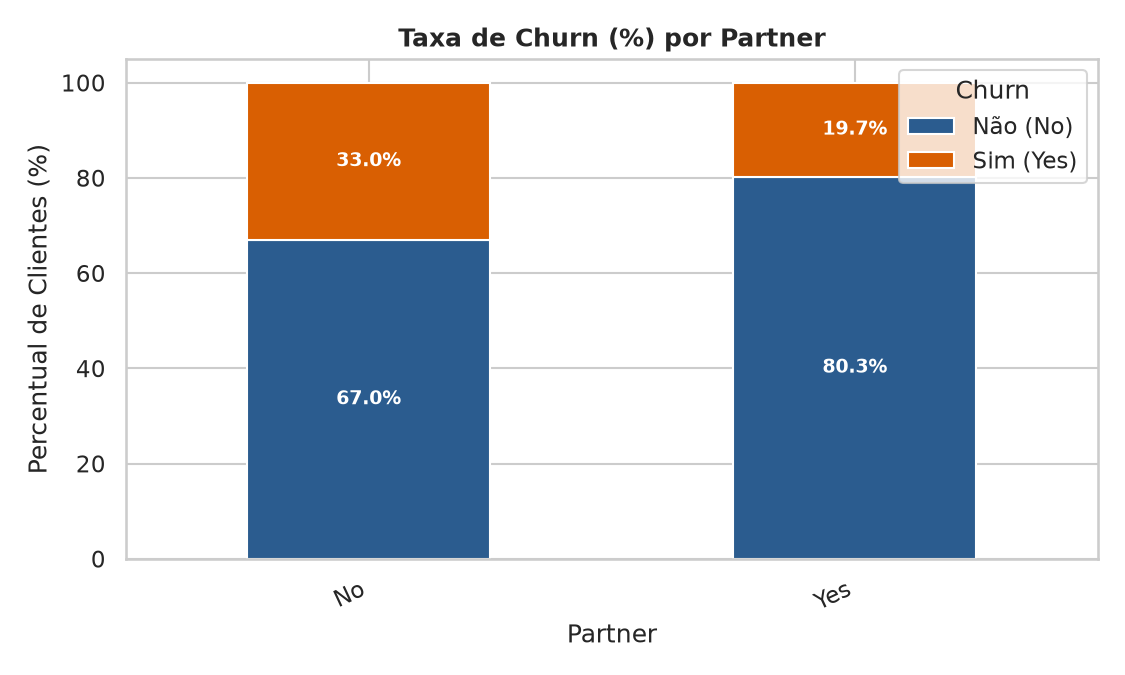 Taxa de Churn (%) por Partner
Percentual de Clientes (%)
100
80
60
40
20
0
33.0%
67.0%
19.7%
80.3%
Churn
Não (No)
Sim (Yes)
No
Yes
Partner